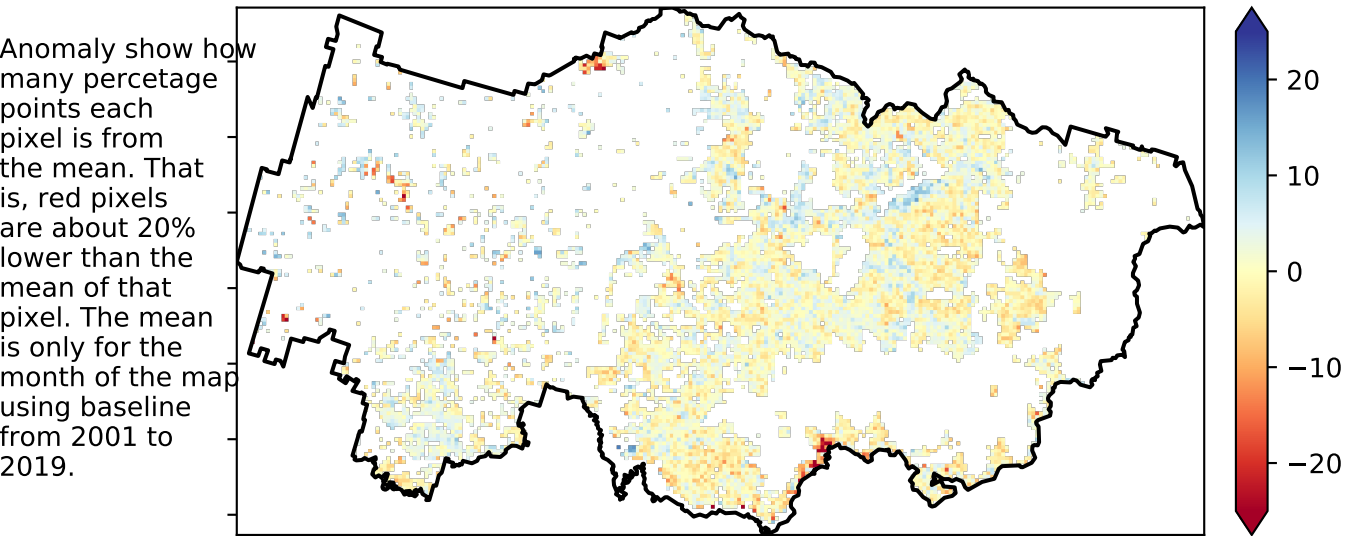 Anomaly show how
many percetage
points each
pixel is from
the mean. That
is, red pixels
are about 20%
lower than the
mean of that
pixel. The mean
is only for the
month of the map
using baseline
from 2001 to
2019.
20
10
0
−10
−20